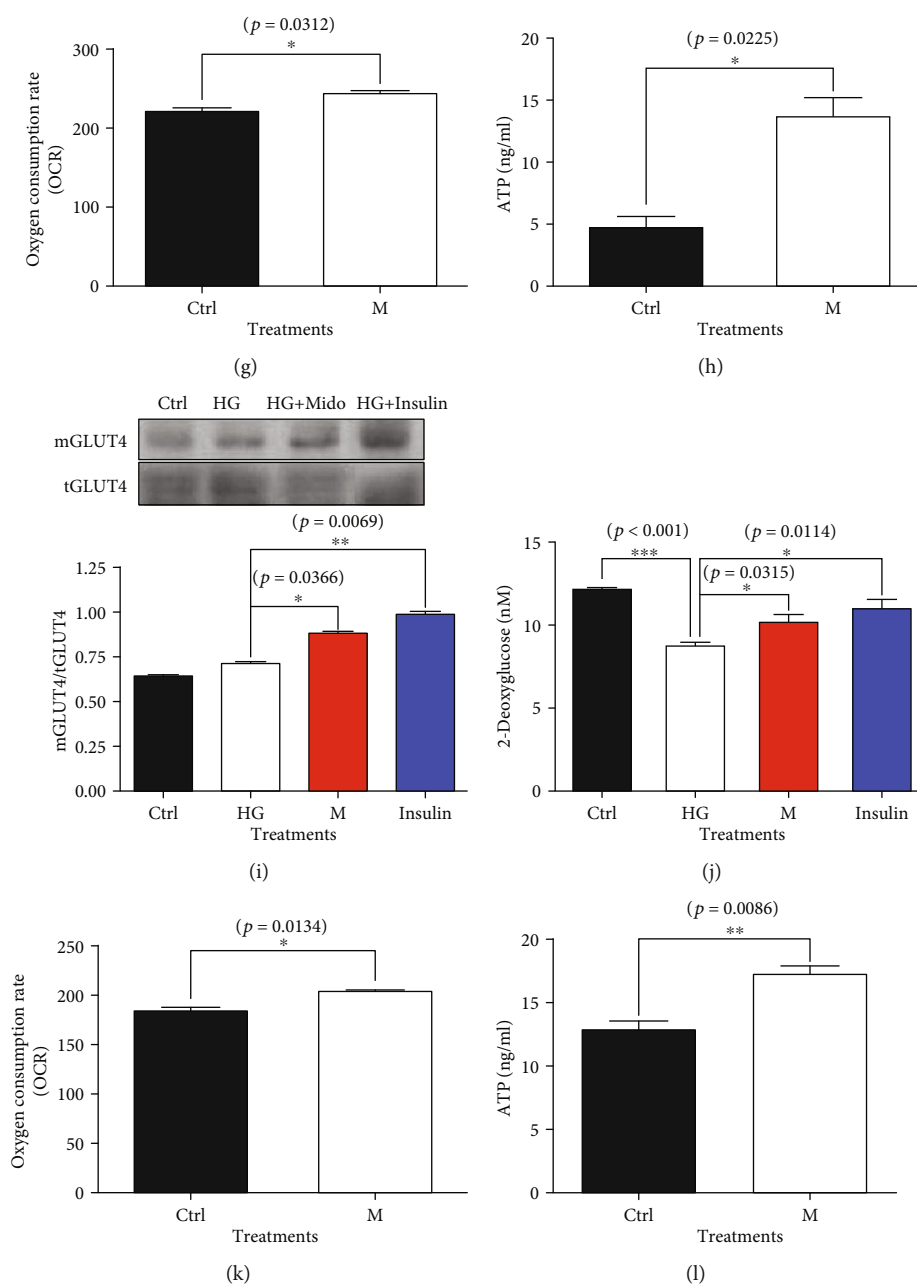 (p = 0.0312)
*
300
200
100
0
Oxygen consumption rate
(OCR)
Ctrl M
Treatments
(g)
(p = 0.0225)
*
20
15
10
5
0
ATP (ng/ml)
Ctrl M
Treatments
(h)
Ctrl HG HG+Mido HG+Insulin
mGLUT4
tGLUT4
(p = 0.0069)
**
(p = 0.0366)
*
1.25
1.00
0.75
0.50
0.25
0.00
mGLUT4/tGLUT4
Ctrl HG M Insulin
Treatments
(i)
(p < 0.001) (p = 0.0114)
*** *
(p = 0.0315)
*
15
10
5
0
2-Deoxyglucose (nM)
Ctrl HG M Insulin
Treatments
(j)
(p = 0.0134)
*
250
200
150
100
50
0
Oxygen consumption rate
(OCR)
Ctrl M
Treatments
(k)
(p = 0.0086)
**
20
15
10
5
0
ATP (ng/ml)
Ctrl M
Treatments
(l)